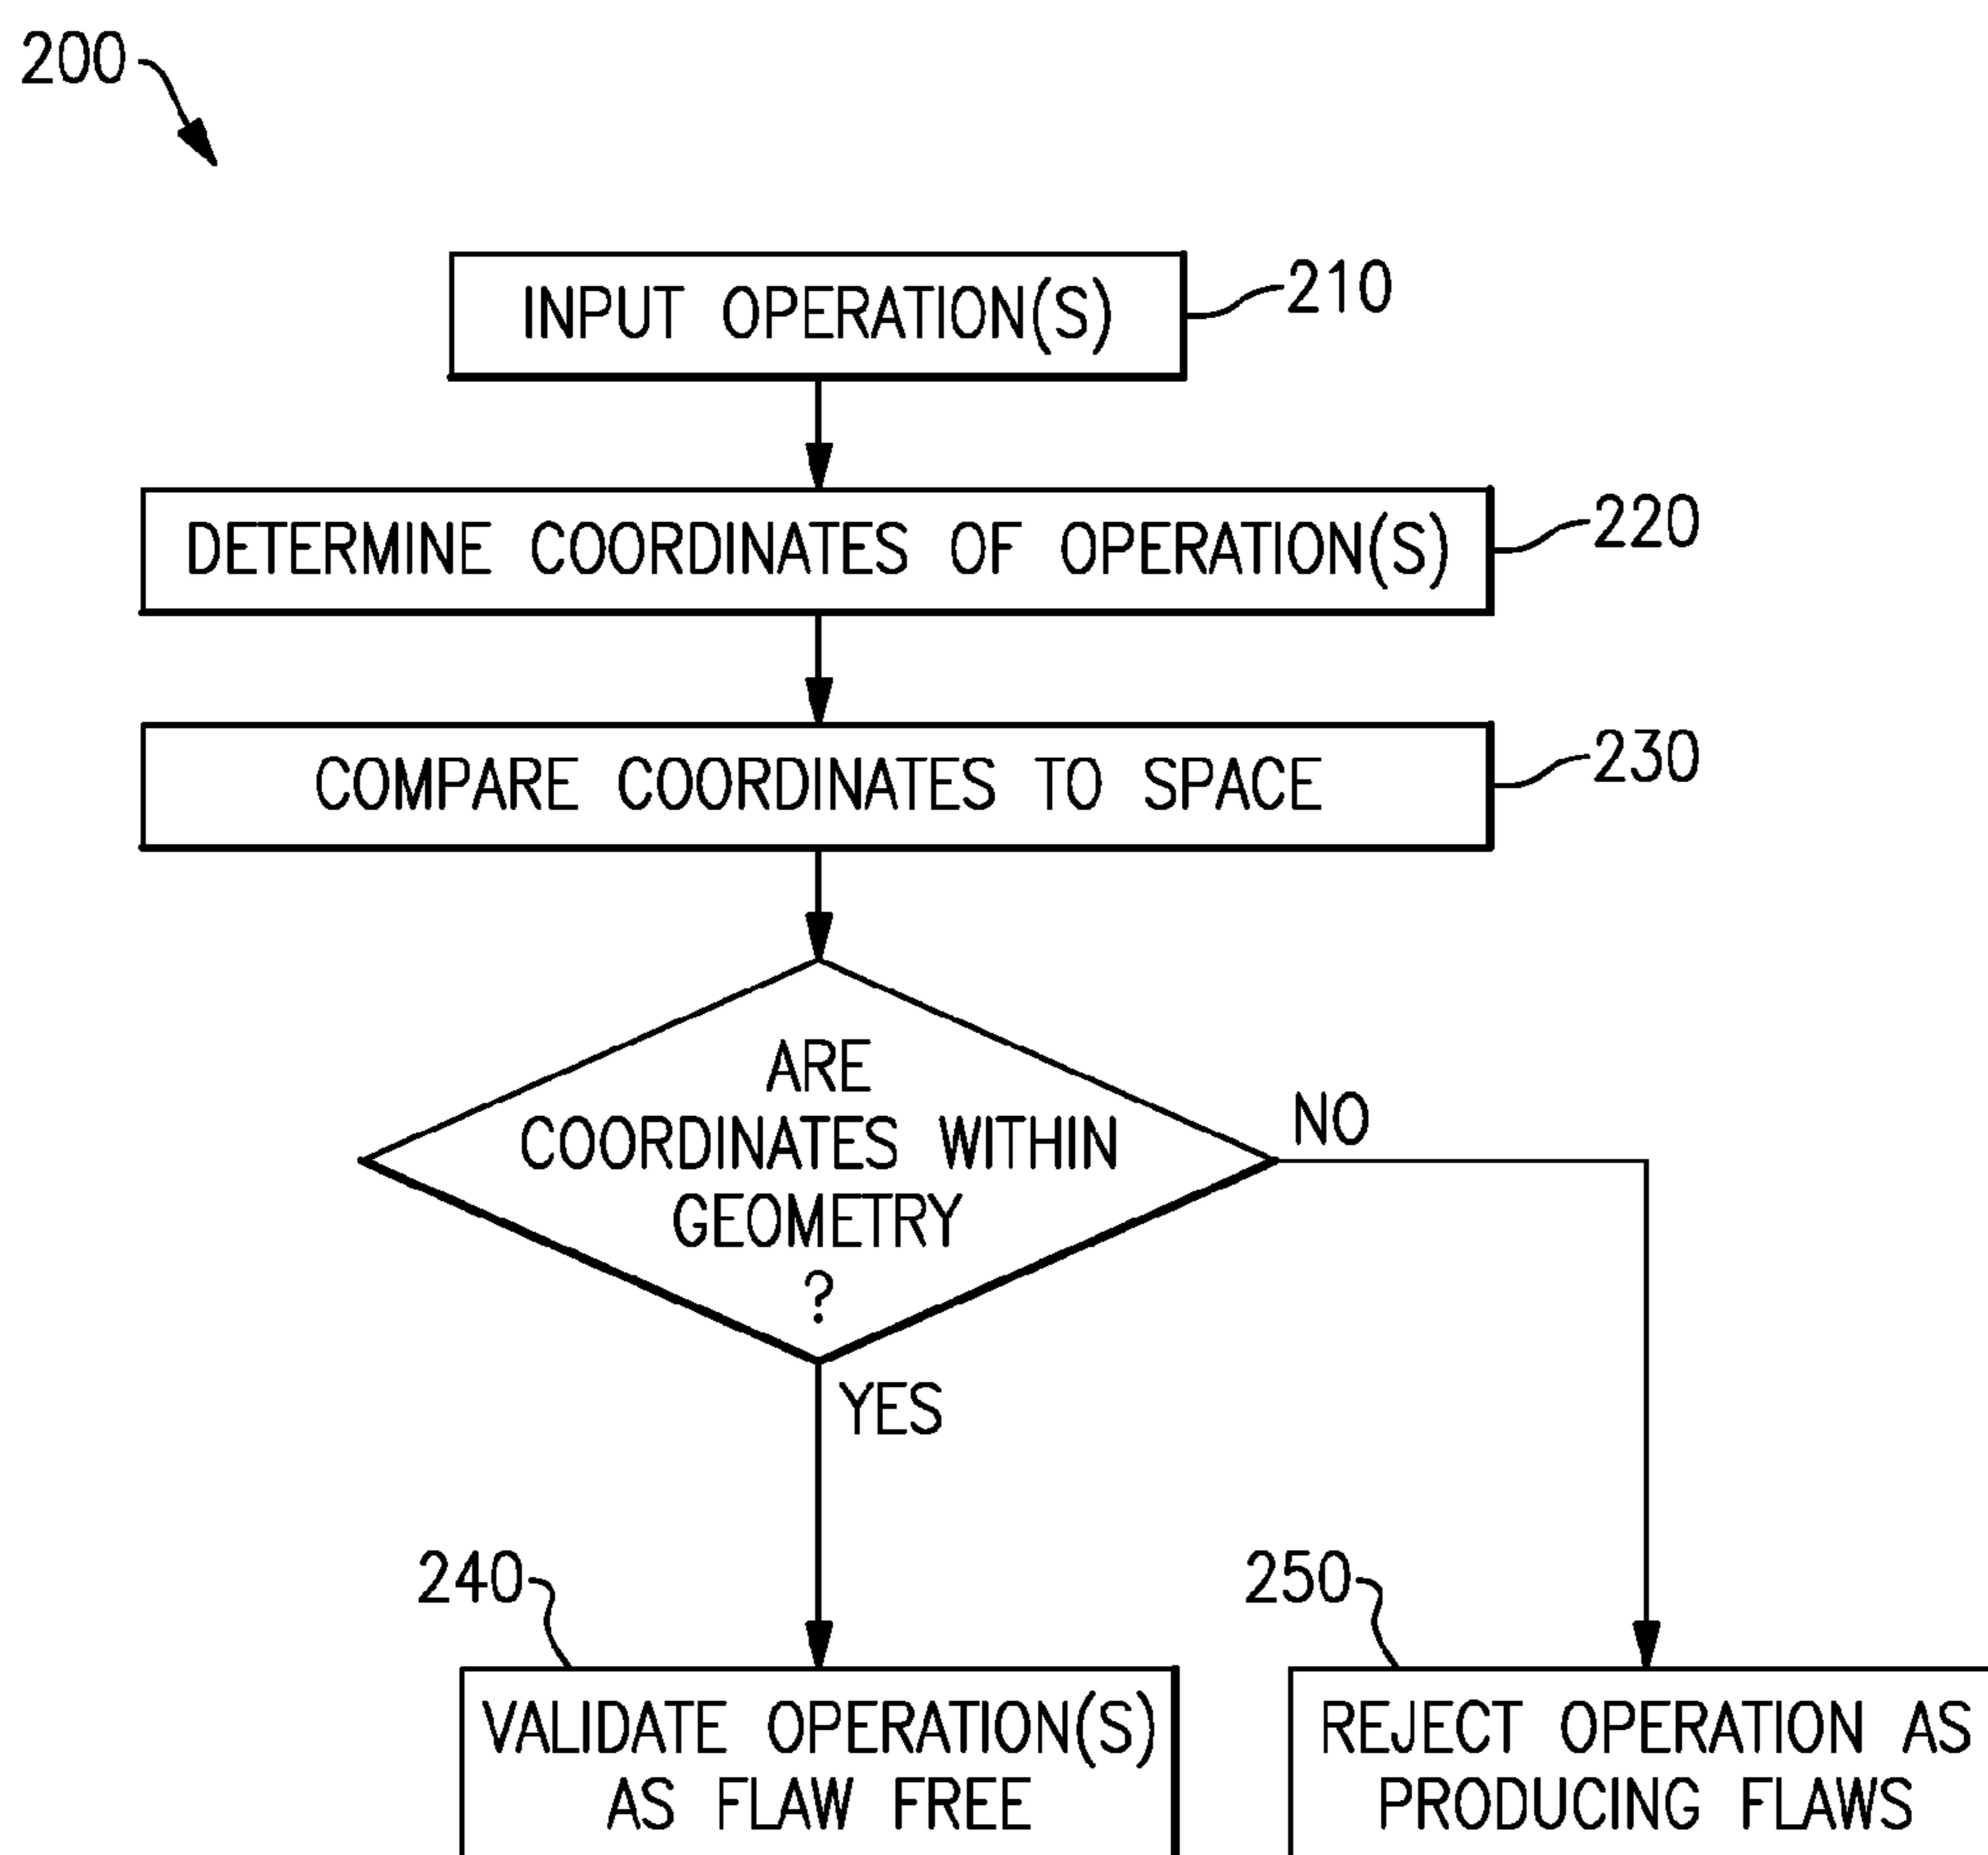 200
INPUT OPERATION(S)
210
DETERMINE COORDINATES OF OPERATION(S)
220
COMPARE COORDINATES TO SPACE
230
ARE
COORDINATES WITHIN
GEOMETRY
?
NO
YES
240
VALIDATE OPERATION(S)
AS FLAW FREE
250
REJECT OPERATION AS
PRODUCING FLAWS